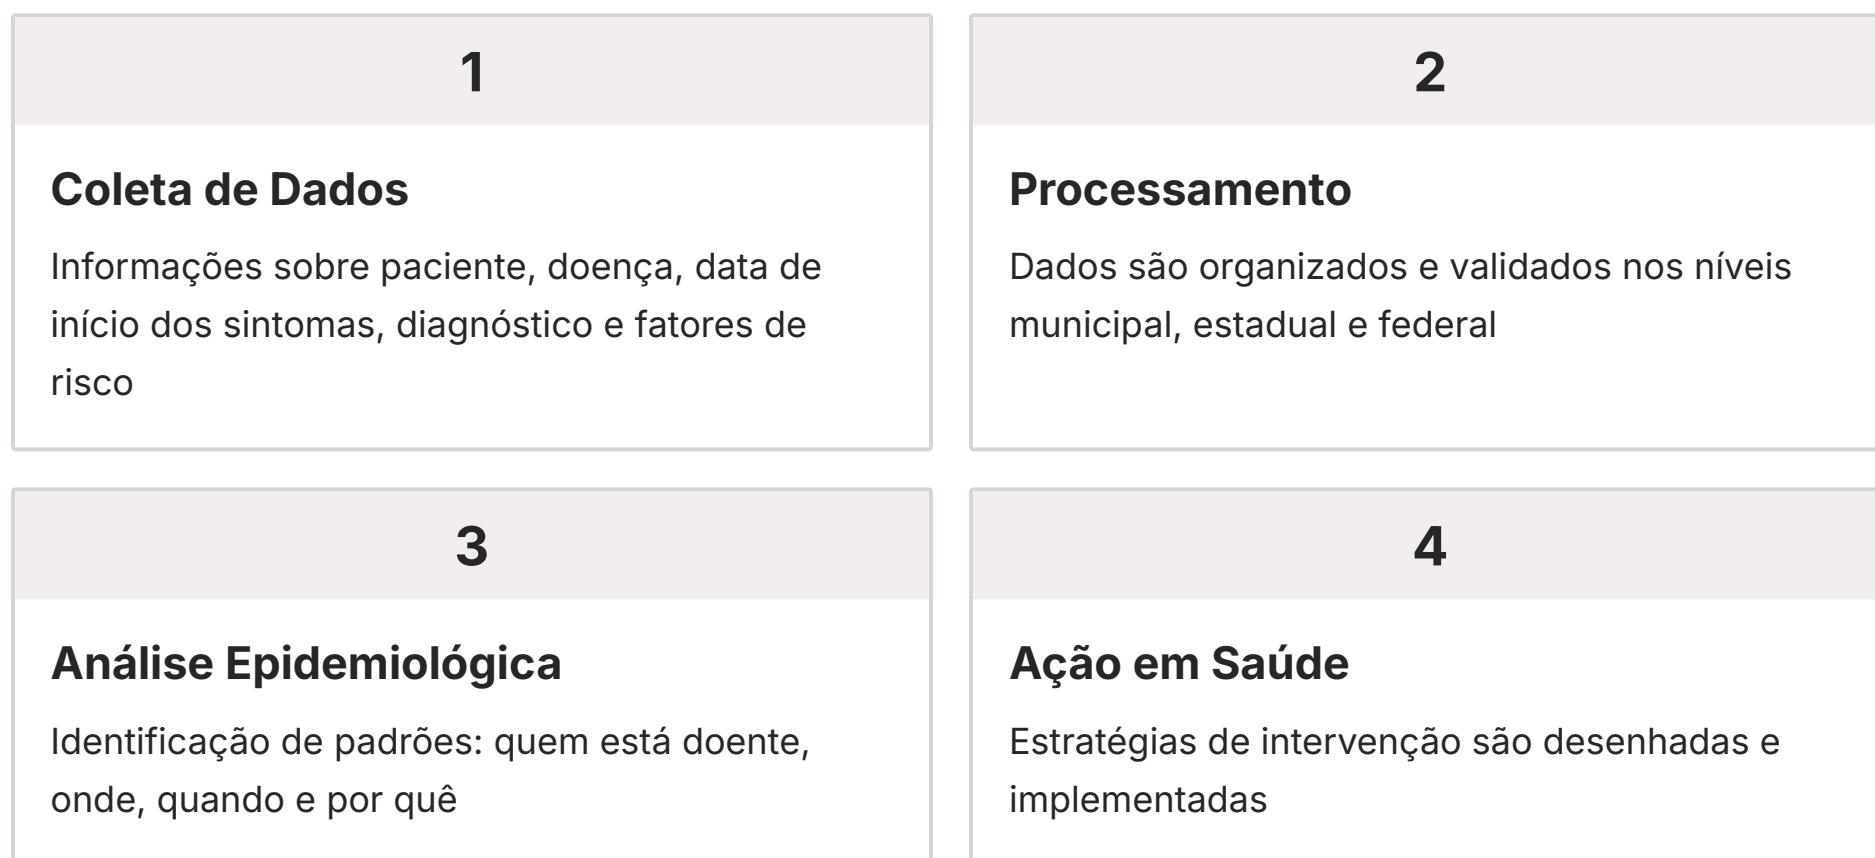 1
Coleta de Dados
Informações sobre paciente, doença, data de
início dos sintomas, diagnóstico e fatores de
risco
2
Processamento
Dados são organizados e validados nos níveis
municipal, estadual e federal
3
Análise Epidemiológica
Identificação de padrões: quem está doente,
onde, quando e por quê
4
Ação em Saúde
Estratégias de intervenção são desenhadas e
implementadas